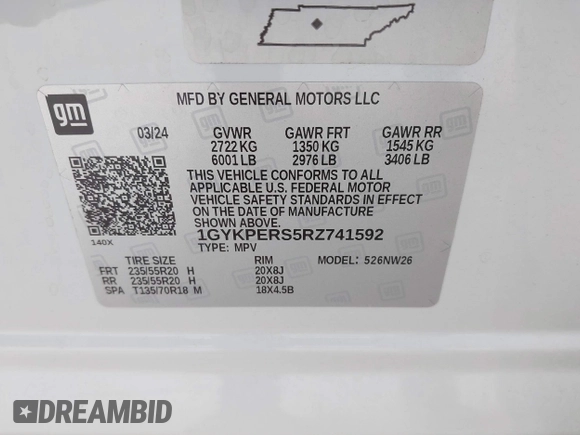 gm
MFD BY GENERAL MOTORS LLC
03/24 GVWR GAWR FRT GAWR RR
2722 KG 1350 KG 1545 KG
6001 LB 2976 LB 3406 LB
THIS VEHICLE CONFORMS TO ALL
APPLICABLE U.S. FEDERAL MOTOR
VEHICLE SAFETY STANDARDS IN EFFECT
ON THE DATE OF MANUFACTURE
SHOWN ABOVE.
1GYKPERS5RZ741592
140X TYPE: MPV
TIRE SIZE RIM MODEL: 526NW26
FRT 235/55R20 H 20X8J
RR 235/55R20 H 20X8J
SPA T135/70R18 M 18X4.5B
DREAMBID